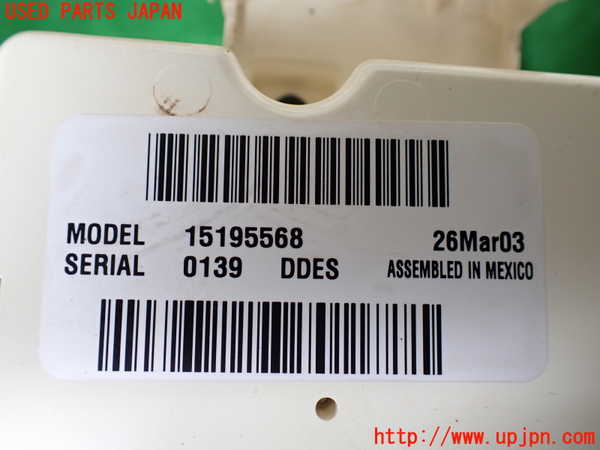 USED PARTS JAPAN
MODEL 15195568 26Mar03
SERIAL 0139 DDES ASSEMBLED IN MEXICO
http://www.upjpn.com